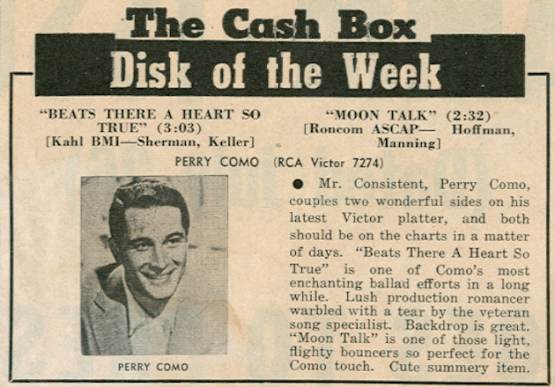 The Cash Box
Disk of the Week
"BEATS THERE A HEART SO
TRUE" (3:03)
[Kahl BMI—Sherman, Keller]
"MOON TALK" (2:32)
[Roncom ASCAP— Hoffman,
Manning]
PERRY COMO (RCA Victor 7274)
● Mr. Consistent, Perry Como,
couples two wonderful sides on his
latest Victor platter, and both
should be on the charts in a matter
of days. "Beats There A Heart So
True" is one of Como's most
enchanting ballad efforts in a long
while. Lush production romancer
warbled with a tear by the veteran
song specialist. Backdrop is great.
"Moon Talk" is one of those light,
flighty bouncers so perfect for the
Como touch. Cute summery item.
PERRY COMO